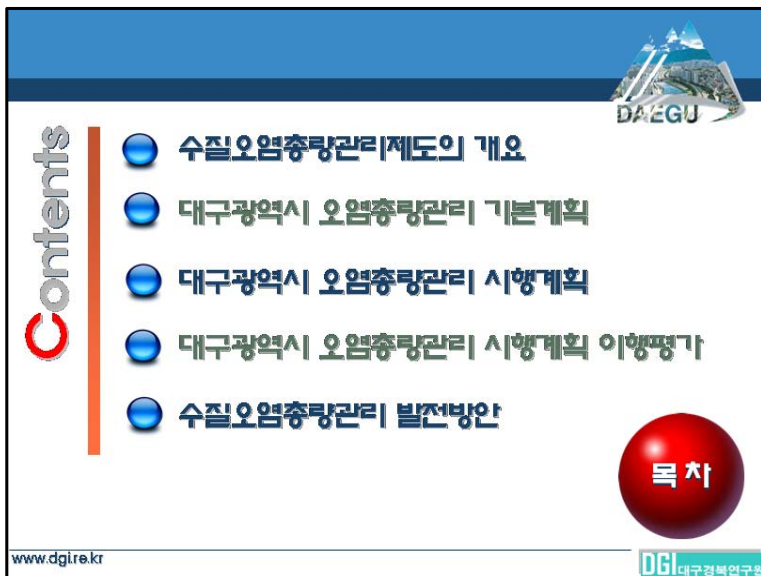 DAEGU
Contents
수질오염총량관리제도의 개요
대구광역시 오염총량관리 기본계획
대구광역시 오염총량관리 시행계획
대구광역시 오염총량관리 시행계획 이행평가
수질오염총량관리 발전방안
목차
www.dgi.re.kr
DGI 대구경북연구원